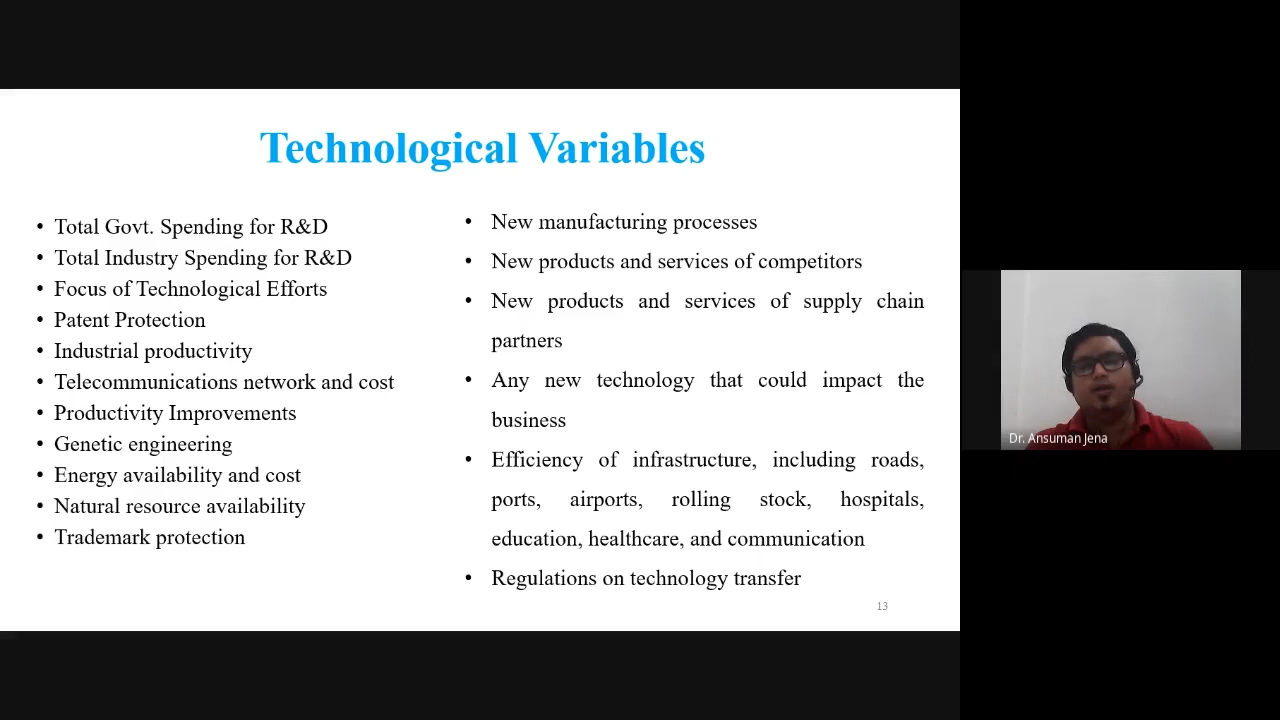 Technological Variables
• Total Govt. Spending for R&D
• Total Industry Spending for R&D
• Focus of Technological Efforts
• Patent Protection
• Industrial productivity
• Telecommunications network and cost
• Productivity Improvements
• Genetic engineering
• Energy availability and cost
• Natural resource availability
• Trademark protection
• New manufacturing processes
• New products and services of competitors
• New products and services of supply chain
partners
• Any new technology that could impact the
business
• Efficiency of infrastructure, including roads,
ports, airports, rolling stock, hospitals,
education, healthcare, and communication
• Regulations on technology transfer
13
Dr. Ansuman Jena